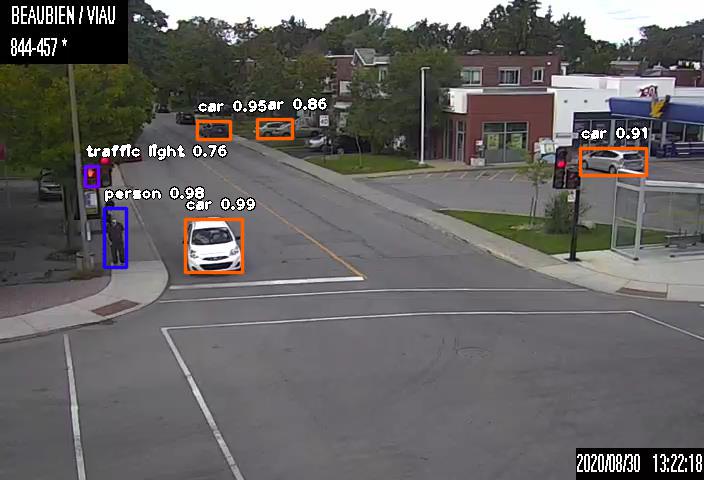 BEAUBIEN / VIAU
844-457 *
car 0.95
ar 0.86
car 0.91
traffic light 0.76
person 0.98
car 0.99
2020/08/30 13:22:18